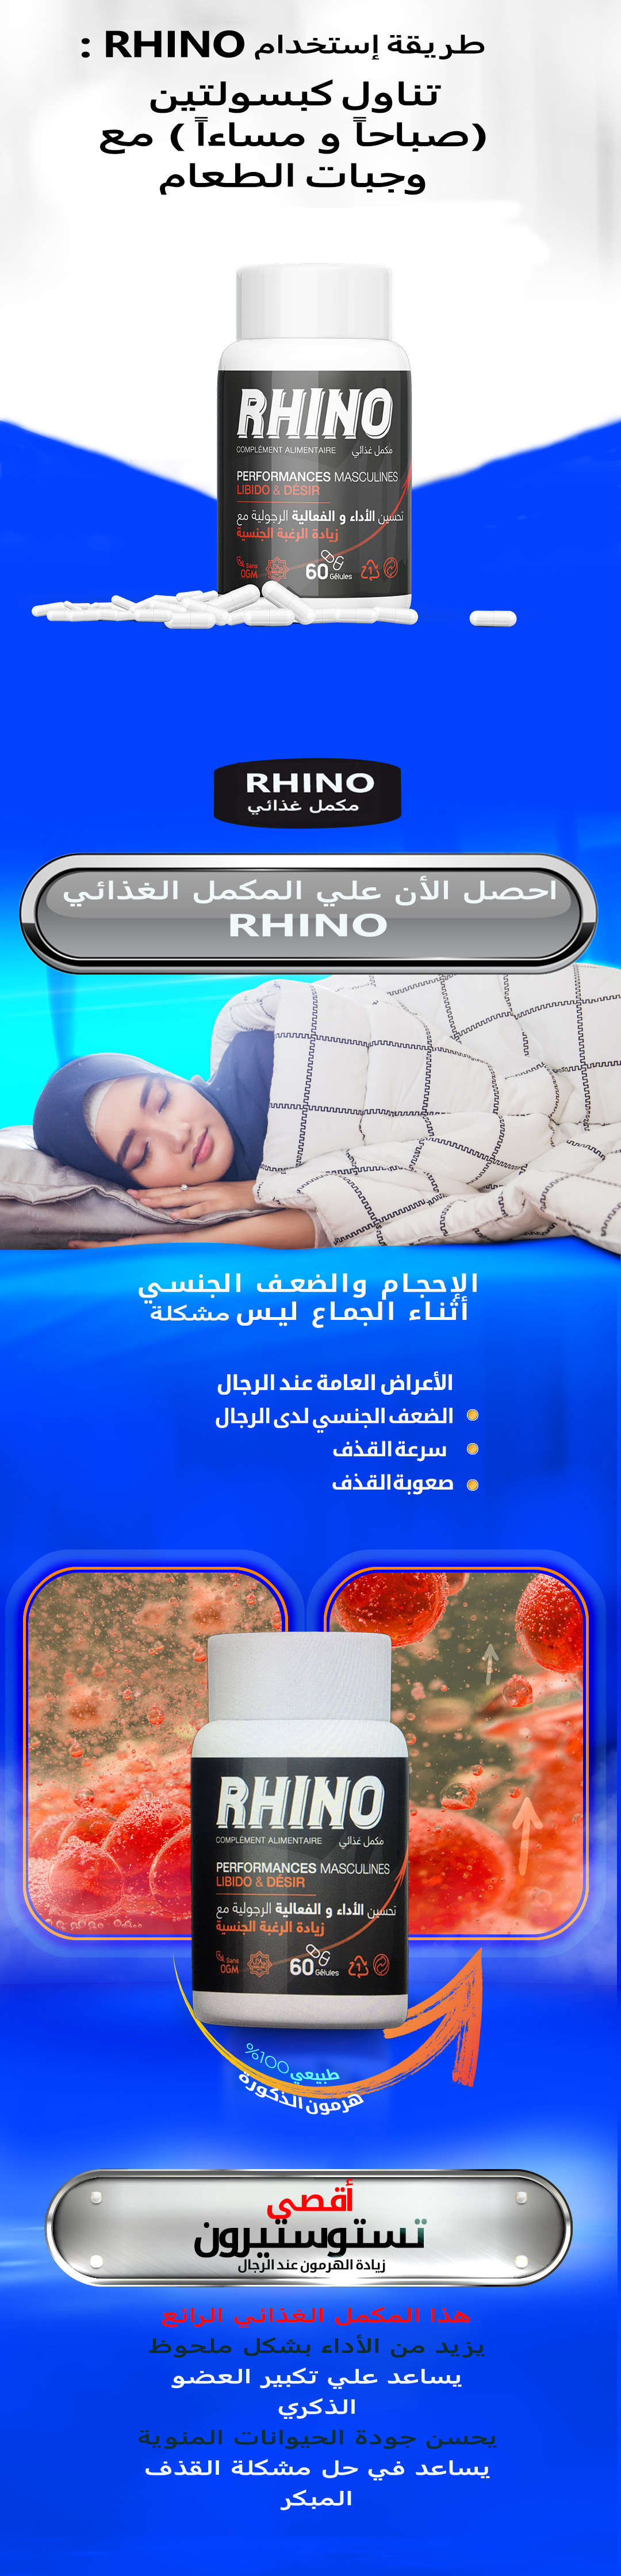 طريقة إستخدام RHINO :
تناول كبسولتين
(صباحاً و مساءاً ) مع
وجبات الطعام
RHINO
COMPLÉMENT ALIMENTAIRE مكمل غذائي
PERFORMANCES MASCULINES
LIBIDO & DÉSIR
تحسين الأداء و الفعالية الرجولية مع
زيادة الرغبة الجنسية
Sans
OGM
60 Gélules
RHINO
مكمل غذائي
احصل الأن علي المكمل الغذائي
RHINO
الإحجام والضعف الجنسي
أثناء الجماع ليس مشكلة
الأعراض العامة عند الرجال
الضعف الجنسي لدى الرجال
سرعة القذف
صعوبة القذف
RHINO
COMPLÉMENT ALIMENTAIRE مكمل غذائي
PERFORMANCES MASCULINES
LIBIDO & DÉSIR
تحسين الأداء و الفعالية الرجولية مع
زيادة الرغبة الجنسية
Sans
OGM
60 Gélules
طبيعي 100%
هرمون الذكورة
أقصي
تستوستيرون
زيادة الهرمون عند الرجال
هذا المكمل الغذائي الرائع
يزيد من الأداء بشكل ملحوظ
يساعد علي تكبير العضو
الذكري
يحسن جودة الحيوانات المنوية
يساعد في حل مشكلة القذف
المبكر